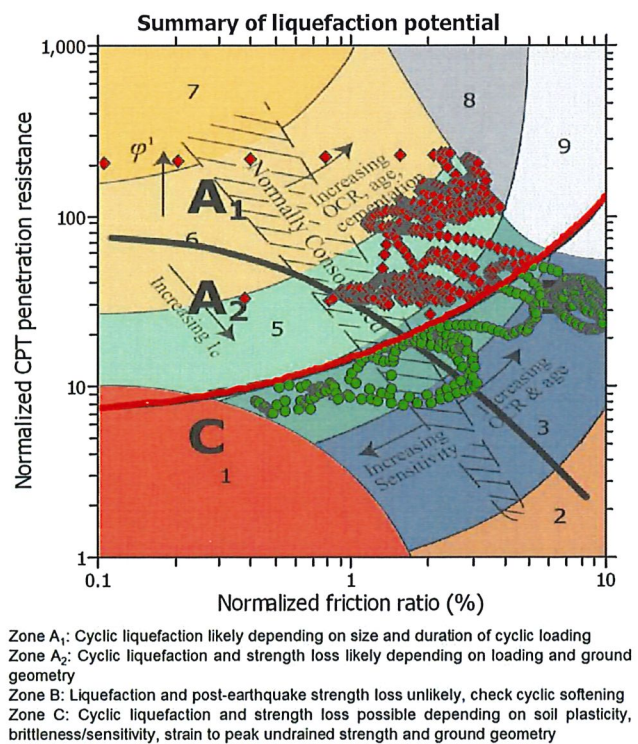 Summary of liquefaction potential
1,000
100
10
1
Normalized CPT penetration resistance
7
8
9
φ'
A1
Normally Conso
Increasing
OCR, age,
cementation
6
A2
Increasing Ic
5
C
1
Increasing
Sensitivity
Increasing
OCR & age
3
2
0.1
1
10
Normalized friction ratio (%)
Zone A1: Cyclic liquefaction likely depending on size and duration of cyclic loading
Zone A2: Cyclic liquefaction and strength loss likely depending on loading and ground
geometry
Zone B: Liquefaction and post-earthquake strength loss unlikely, check cyclic softening
Zone C: Cyclic liquefaction and strength loss possible depending on soil plasticity,
brittleness/sensitivity, strain to peak undrained strength and ground geometry